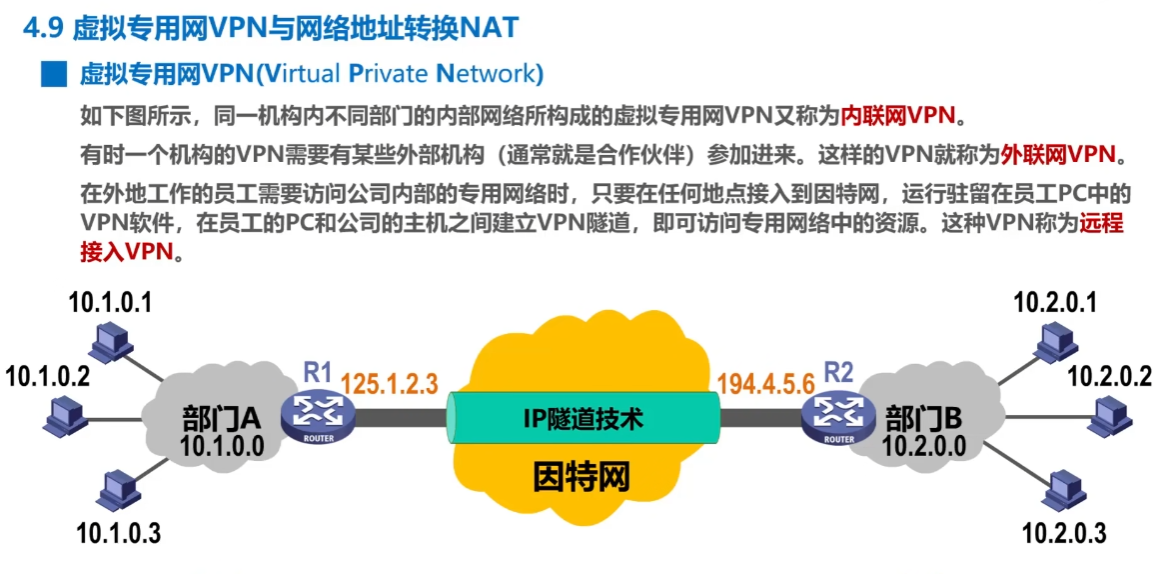 4.9 虚拟专用网VPN与网络地址转换NAT
虚拟专用网VPN(Virtual Private Network)
如下图所示，同一机构内不同部门的内部网络所构成的虚拟专用网VPN又称为内联网VPN。
有时一个机构的VPN需要有某些外部机构（通常就是合作伙伴）参加进来。这样的VPN就称为外联网VPN。
在外地工作的员工需要访问公司内部的专用网络时，只要在任何地点接入到因特网，运行驻留在员工PC中的
VPN软件，在员工的PC和公司的主机之间建立VPN隧道，即可访问专用网络中的资源。这种VPN称为远程
接入VPN。
10.1.0.1
10.2.0.1
10.1.0.2
R1
125.1.2.3
194.4.5.6
R2
10.2.0.2
部门A
10.1.0.0
ROUTER
IP隧道技术
ROUTER
部门B
10.2.0.0
因特网
10.1.0.3
10.2.0.3